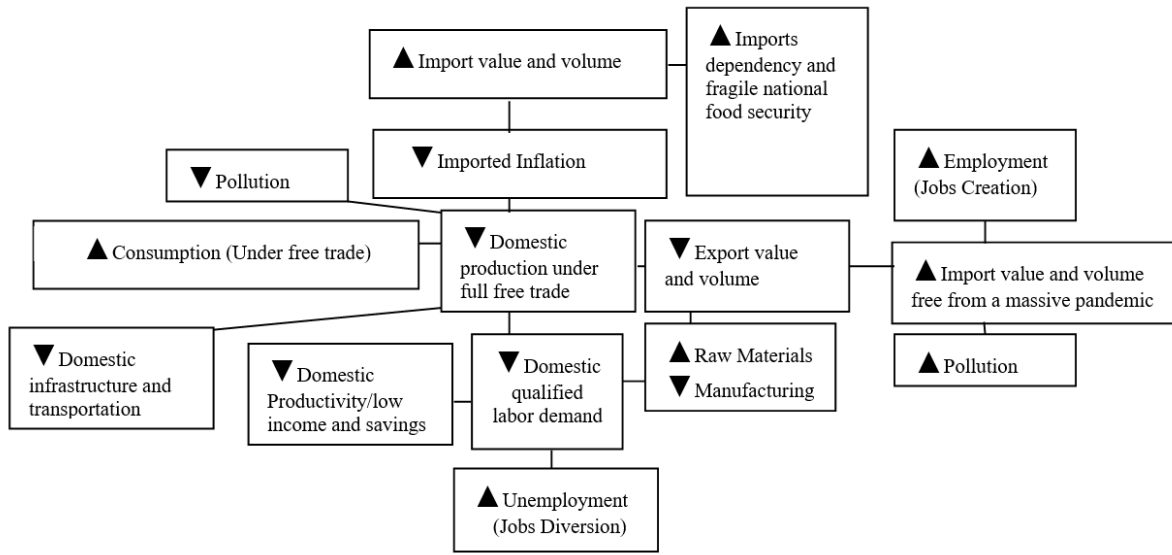 ▲ Import value and volume
▲ Imports
dependency and
fragile national
food security
▼ Imported Inflation
▼ Pollution
▲ Employment
(Jobs Creation)
▲ Consumption (Under free trade)
▼ Domestic
production under
full free trade
▼ Export value
and volume
▲ Import value and volume
free from a massive pandemic
▼ Domestic
infrastructure and
transportation
▼ Domestic
Productivity/low
income and savings
▼ Domestic
qualified
labor demand
▲ Raw Materials
▼ Manufacturing
▲ Pollution
▲ Unemployment
(Jobs Diversion)